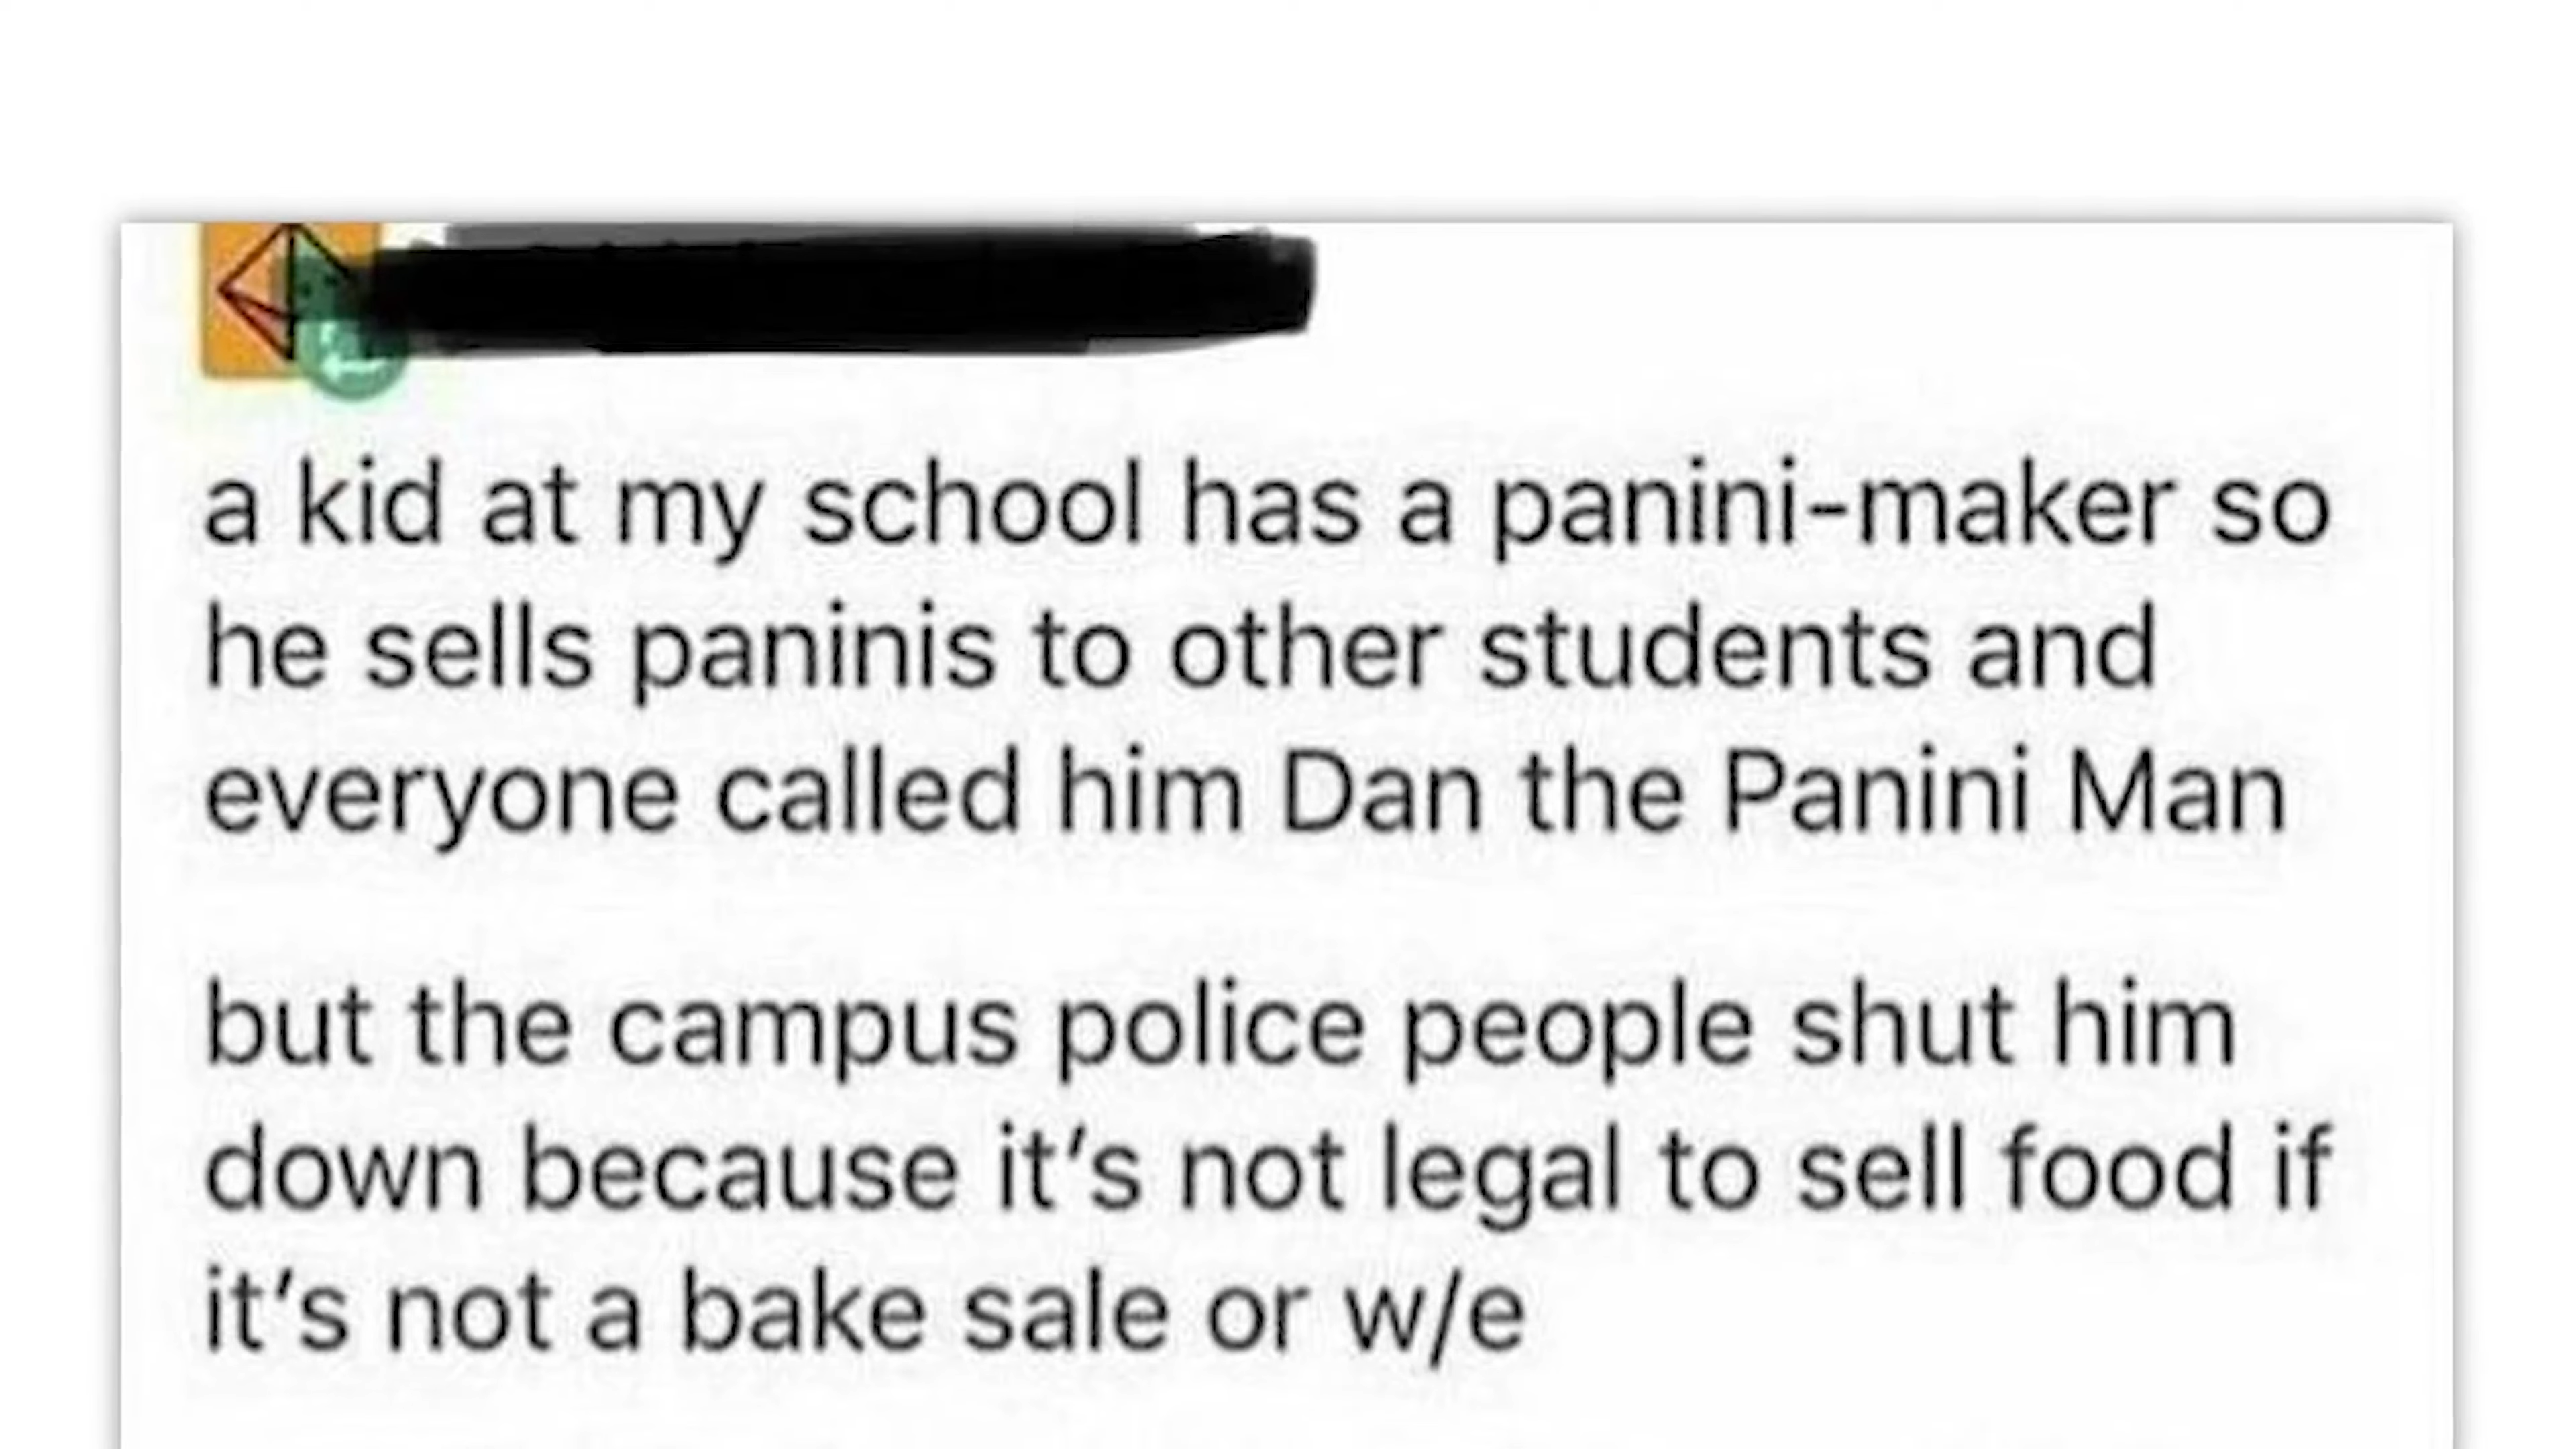 a kid at my school has a panini-maker so
he sells paninis to other students and
everyone called him Dan the Panini Man
but the campus police people shut him
down because it’s not legal to sell food if
it’s not a bake sale or w/e